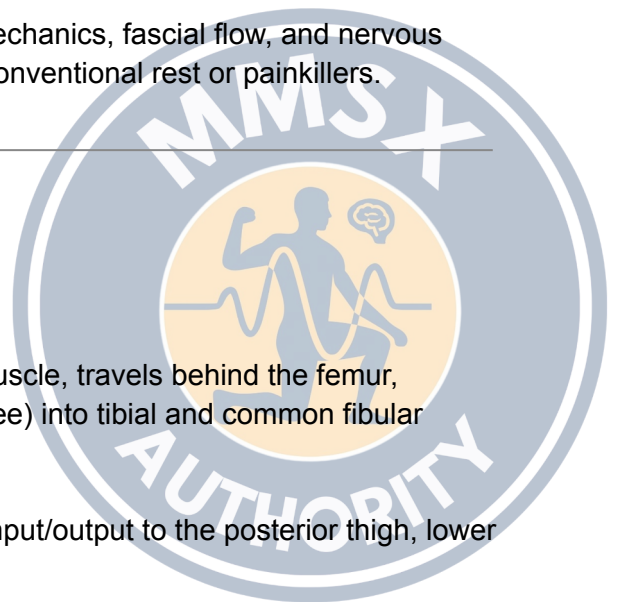 echanics, fascial flow, and nervous
onventional rest or painkillers.
MMSX
uscle, travels behind the femur,
ee) into tibial and common fibular
AUTHORITY
nput/output to the posterior thigh, lower